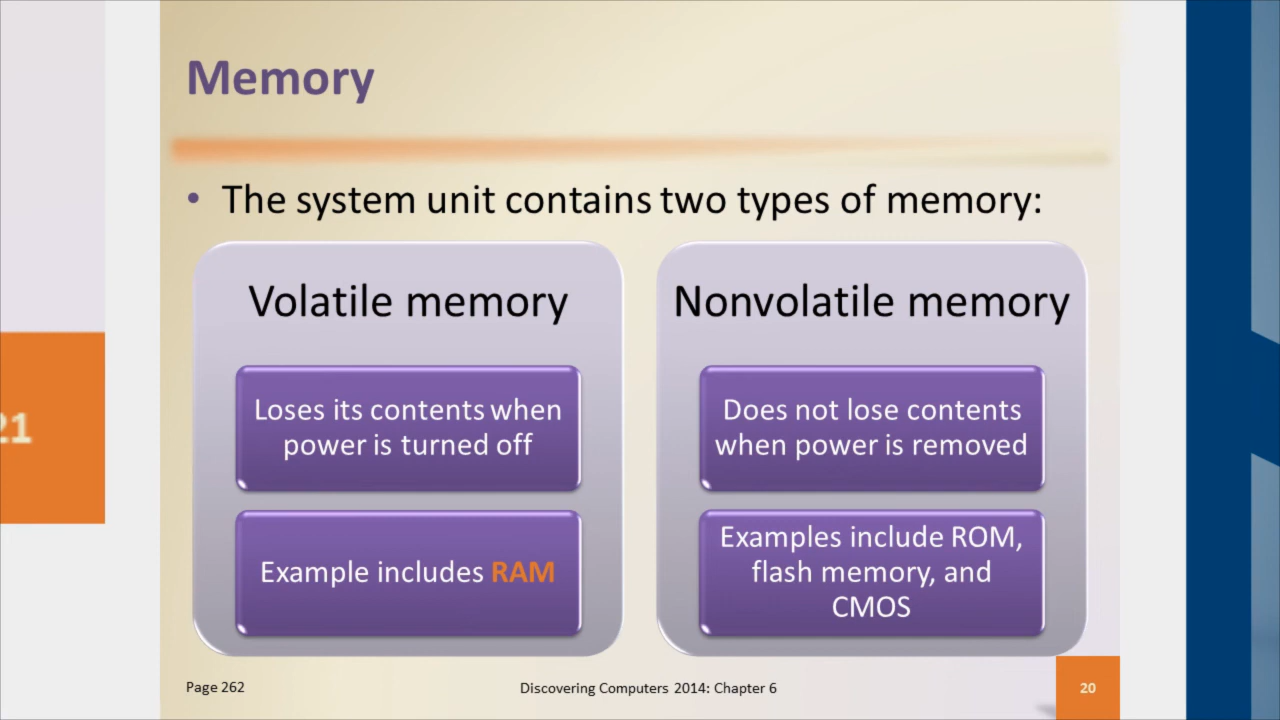 Memory
• The system unit contains two types of memory:
Volatile memory
Loses its contents when
power is turned off
Example includes RAM
Nonvolatile memory
Does not lose contents
when power is removed
Examples include ROM,
flash memory, and
CMOS
Page 262
Discovering Computers 2014: Chapter 6
20
21